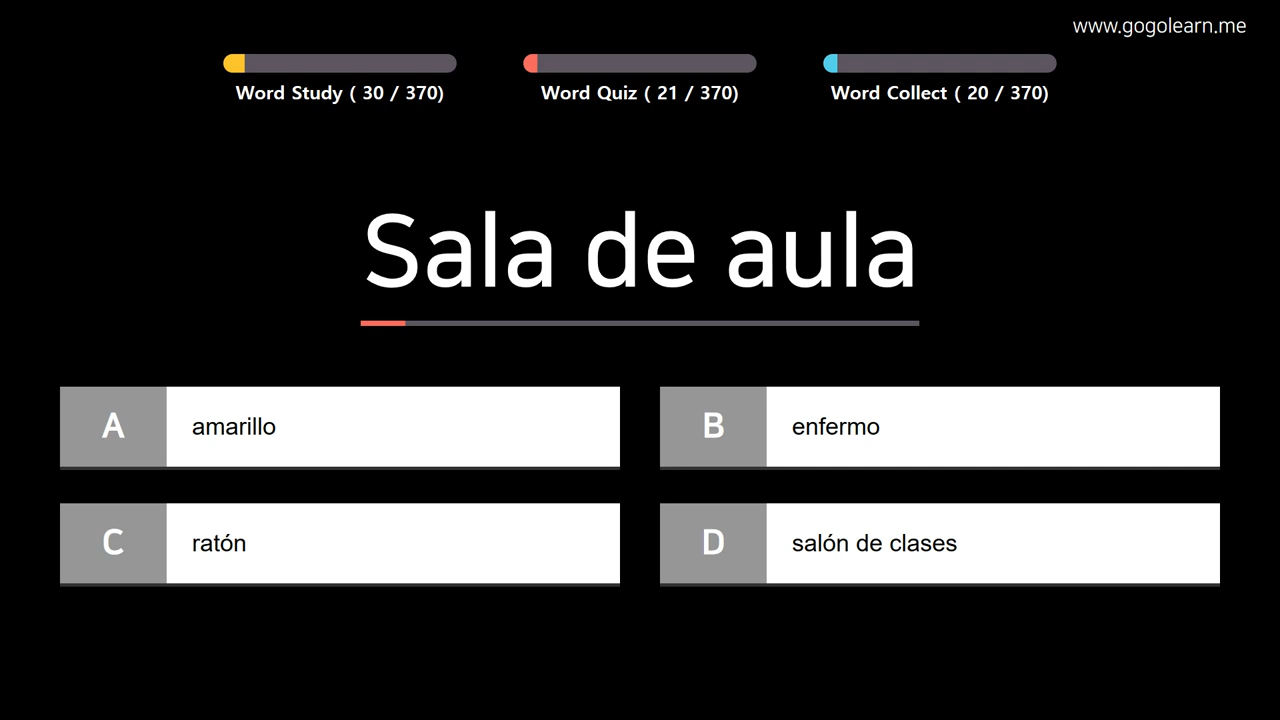 www.gogolearn.me
Word Study ( 30 / 370)
Word Quiz ( 21 / 370)
Word Collect ( 20 / 370)
Sala de aula
A
amarillo
B
enfermo
C
ratón
D
salón de clases